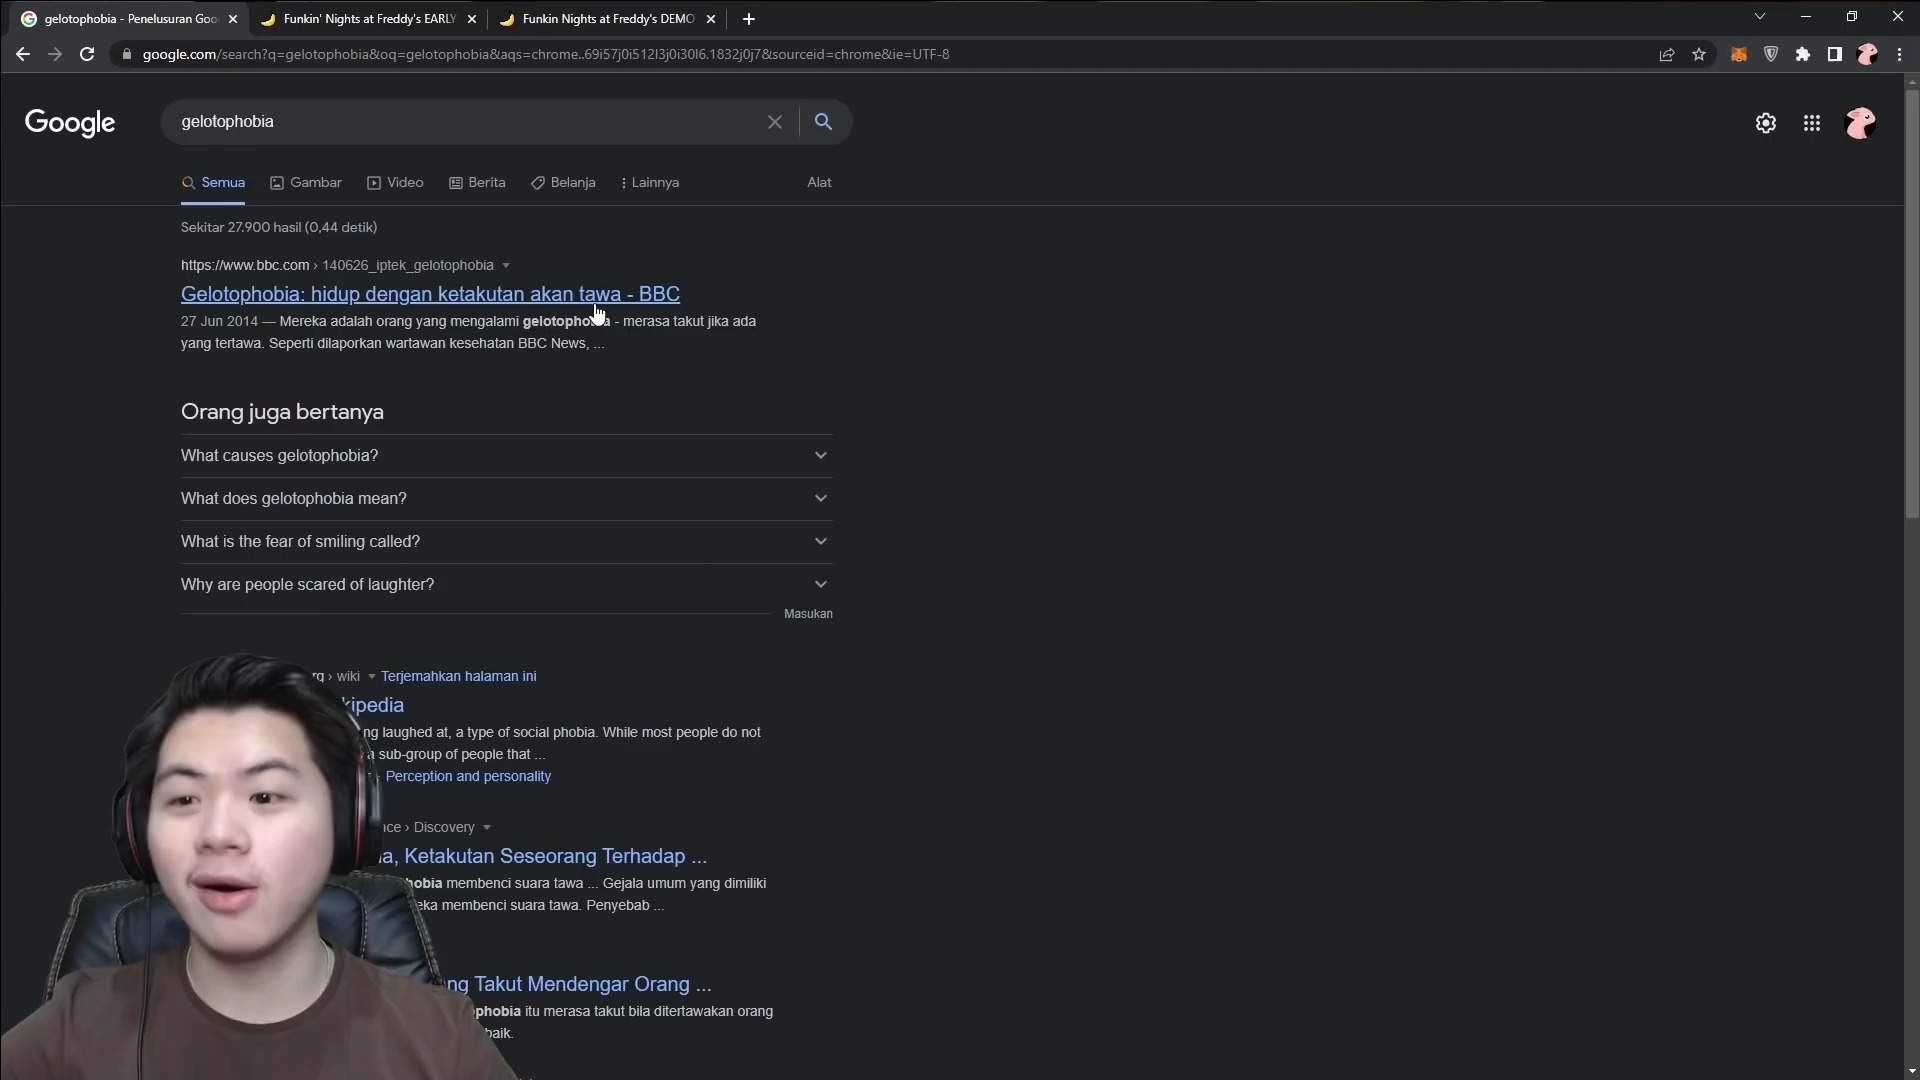 gelotophobia - Penelusuran Goo
Funkin' Nights at Freddy's EARLY
Funkin Nights at Freddy's DEMO
google.com/search?q=gelotophobia&oq=gelotophobia&aqs=chrome..69i57j0i512l3j0i30l6.1832j0j7&sourceid=chrome&ie=UTF-8
Google
gelotophobia
Semua
Gambar
Video
Berita
Belanja
Lainnya
Alat
Sekitar 27.900 hasil (0,44 detik)
https://www.bbc.com › 140626_iptek_gelotophobia
Gelotophobia: hidup dengan ketakutan akan tawa - BBC
27 Jun 2014 — Mereka adalah orang yang mengalami gelotophobia - merasa takut jika ada
yang tertawa. Seperti dilaporkan wartawan kesehatan BBC News, ...
Orang juga bertanya
What causes gelotophobia?
What does gelotophobia mean?
What is the fear of smiling called?
Why are people scared of laughter?
Masukan
rg › wiki
Terjemahkan halaman ini
kipedia
ng laughed at, a type of social phobia. While most people do not
a sub-group of people that ...
Perception and personality
nce › Discovery
ia, Ketakutan Seseorang Terhadap ...
hobia membenci suara tawa ... Gejala umum yang dimiliki
eka membenci suara tawa. Penyebab ...
ng Takut Mendengar Orang ...
phobia itu merasa takut bila ditertawakan orang
baik.